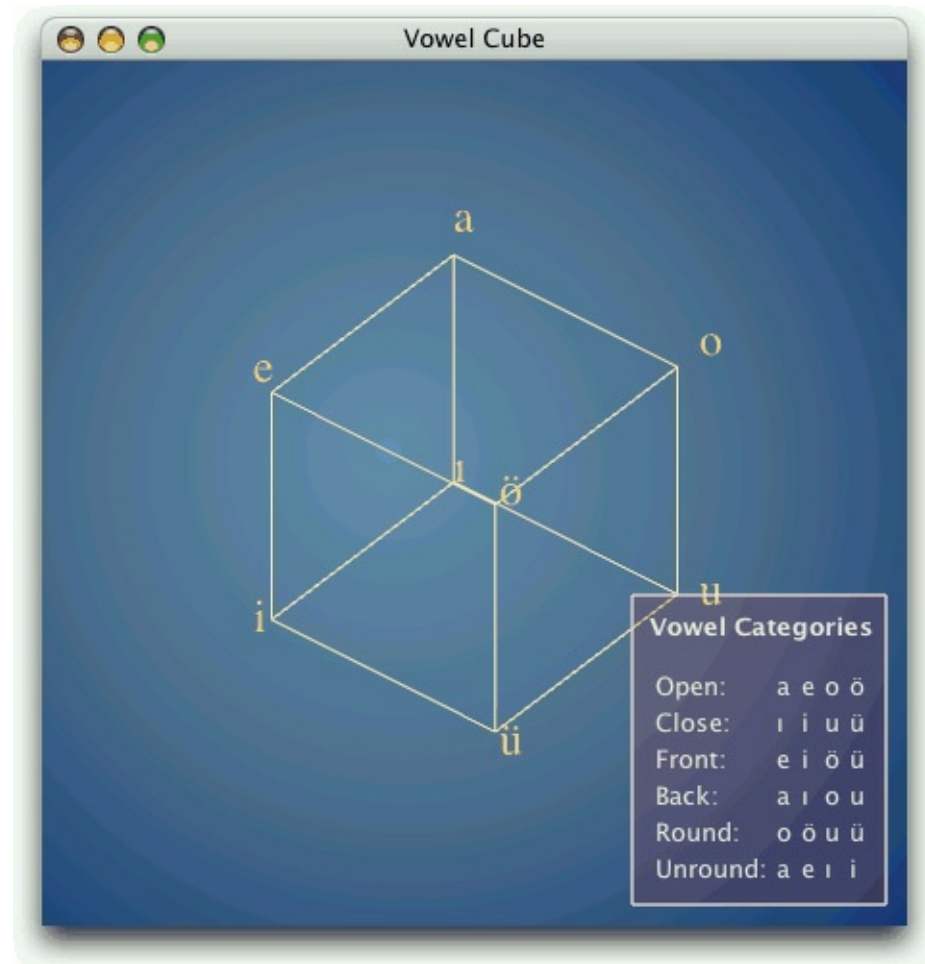 Vowel Cube
a
o
e
ı
ö
u
i
ü
Vowel Categories
Open: a e o ö
Close: ı i u ü
Front: e i ö ü
Back: a ı o u
Round: o ö u ü
Unround: a e ı i